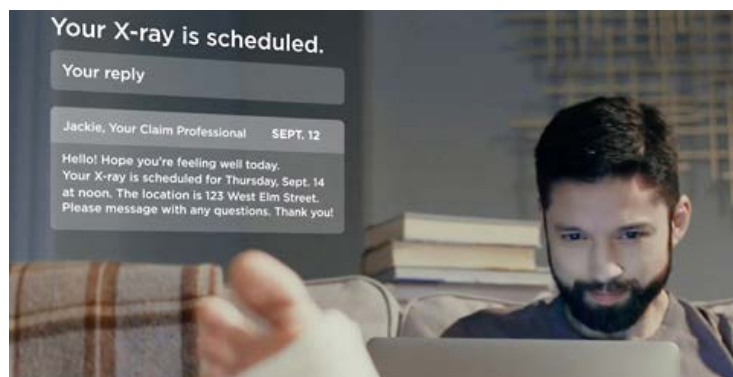 Your X-ray is scheduled.
Your reply
Jackie, Your Claim Professional SEPT. 12
Hello! Hope you're feeling well today.
Your X-ray is scheduled for Thursday, Sept. 14
at noon. The location is 123 West Elm Street.
Please message with any questions. Thank you!